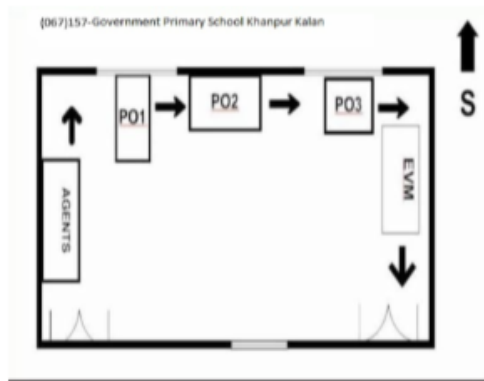 (067)157-Government Primary School Khanpur Kalan
S
PO1
PO2
PO3
EVM
AGENTS